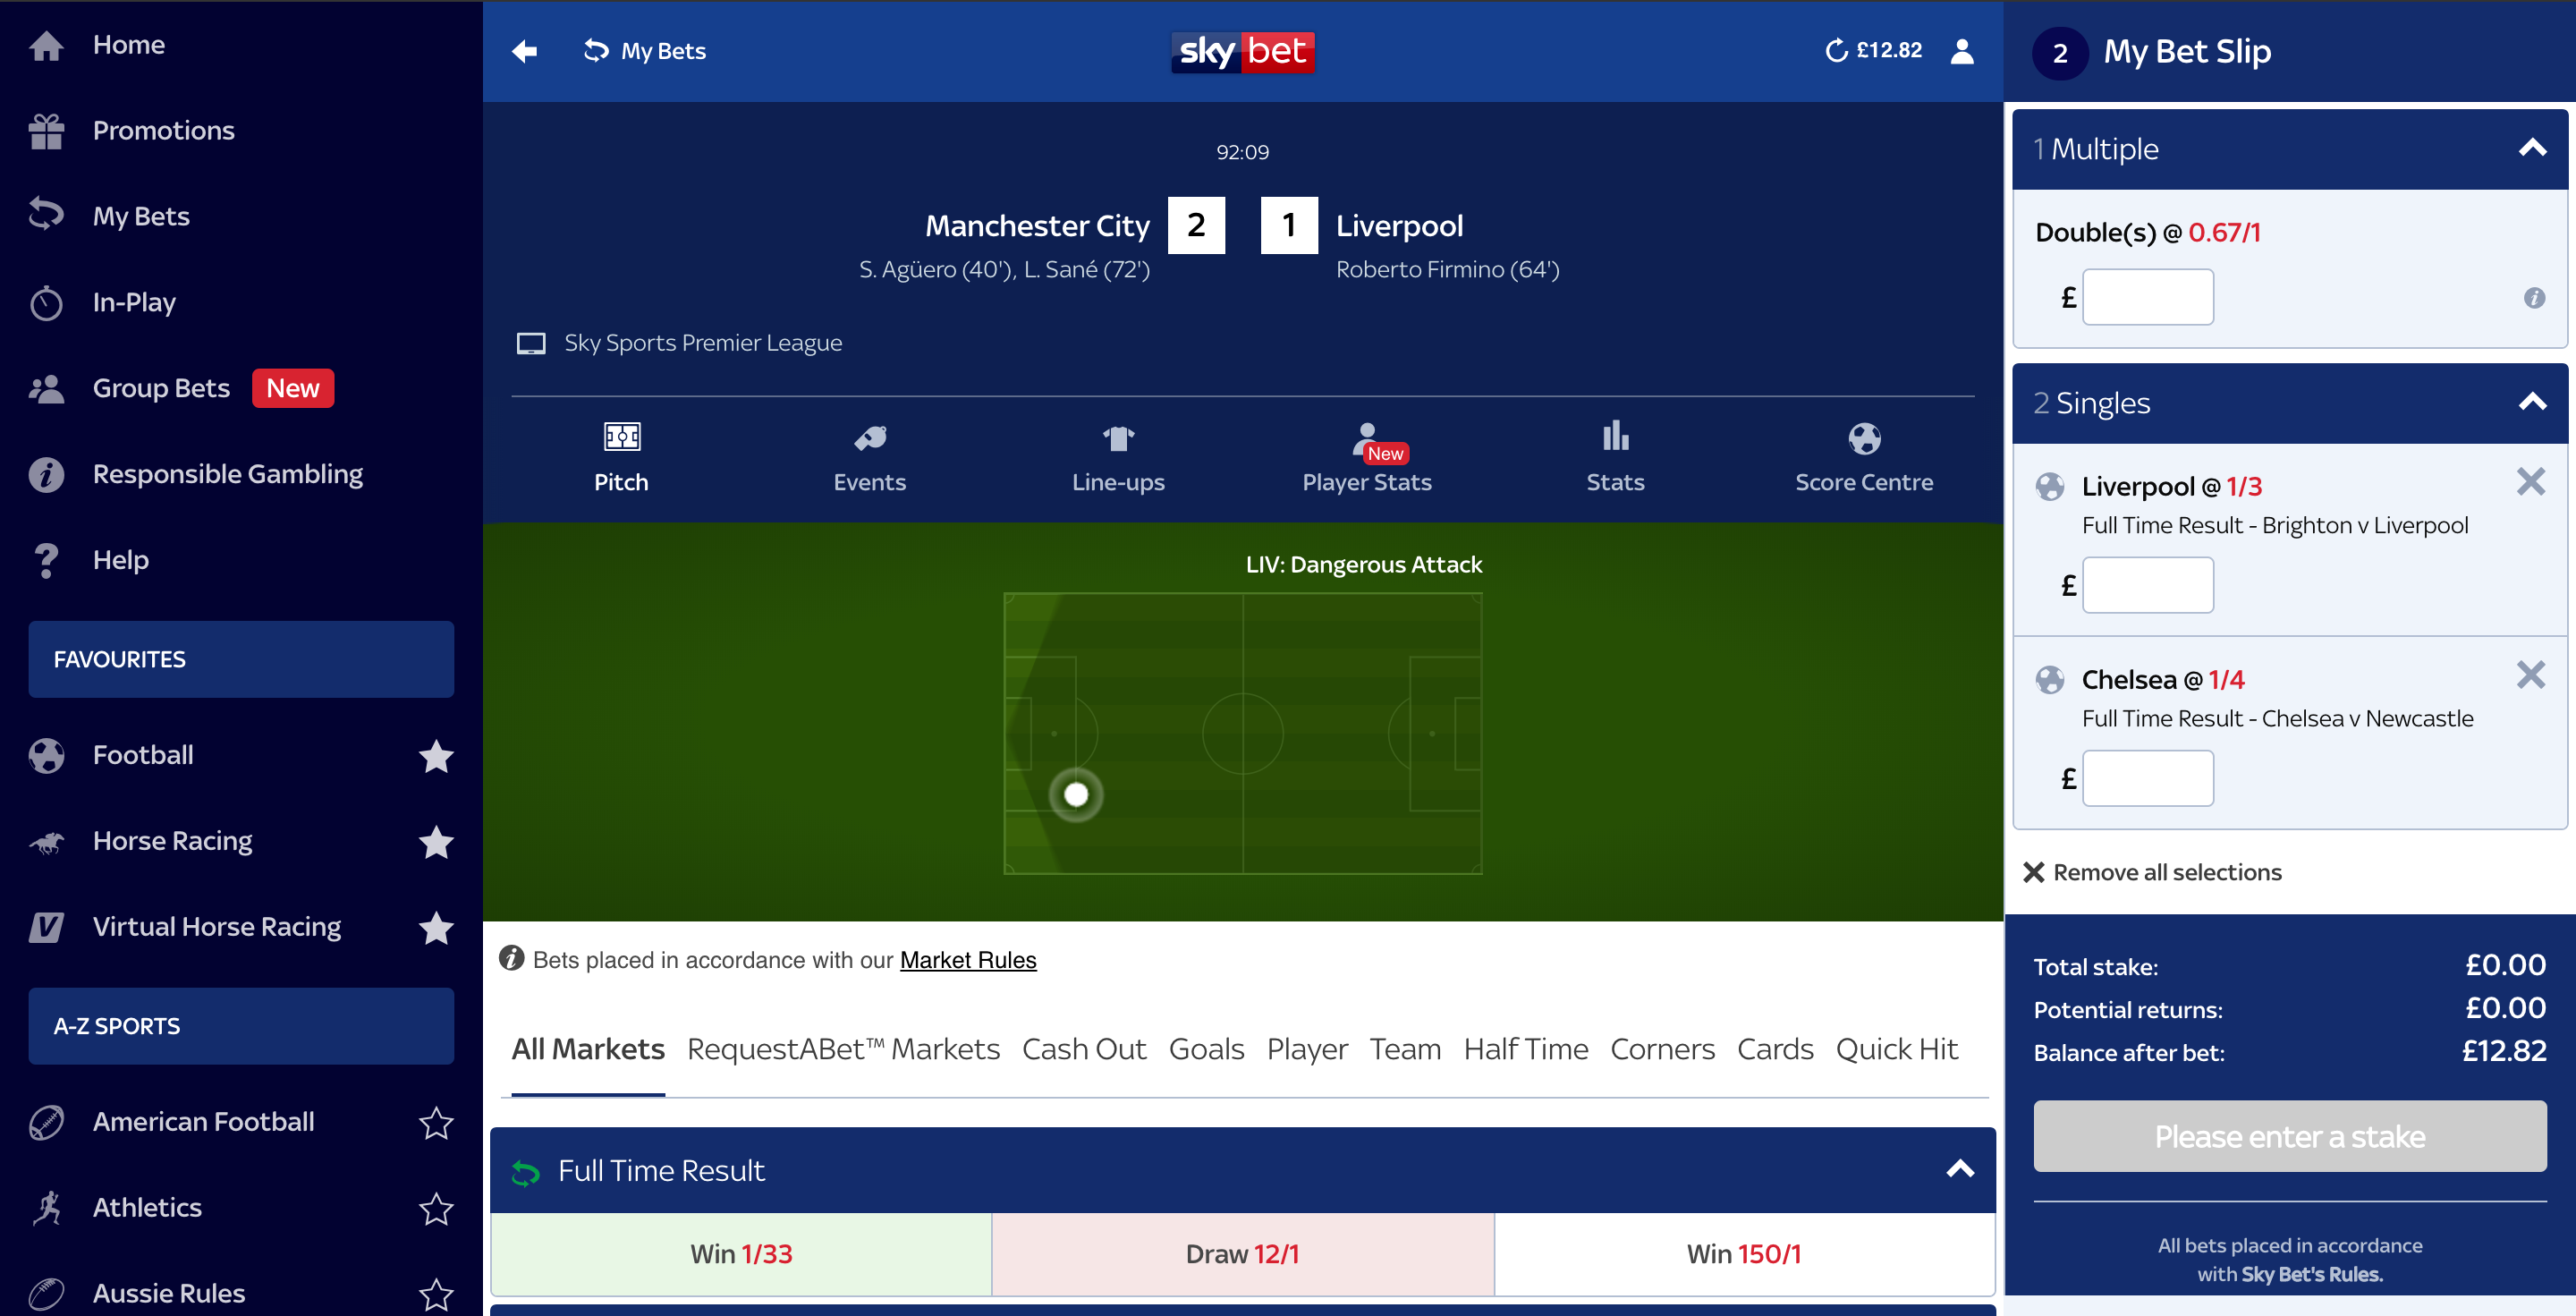 Home
Promotions
My Bets
In-Play
Group Bets New
Responsible Gambling
Help
FAVOURITES
Football
Horse Racing
Virtual Horse Racing
A-Z SPORTS
American Football
Athletics
Aussie Rules
My Bets
sky bet
£12.82
92:09
Manchester City 2 1 Liverpool
S. Agüero (40'), L. Sané (72') Roberto Firmino (64')
Sky Sports Premier League
New
Pitch Events Line-ups Player Stats Stats Score Centre
LIV: Dangerous Attack
Bets placed in accordance with our Market Rules
All Markets RequestABet™ Markets Cash Out Goals Player Team Half Time Corners Cards Quick Hit
Full Time Result
Win 1/33 Draw 12/1 Win 150/1
2 My Bet Slip
1 Multiple
Double(s) @ 0.67/1
£
2 Singles
Liverpool @ 1/3
Full Time Result - Brighton v Liverpool
£
Chelsea @ 1/4
Full Time Result - Chelsea v Newcastle
£
Remove all selections
Total stake: £0.00
Potential returns: £0.00
Balance after bet: £12.82
Please enter a stake
All bets placed in accordance
with Sky Bet's Rules.